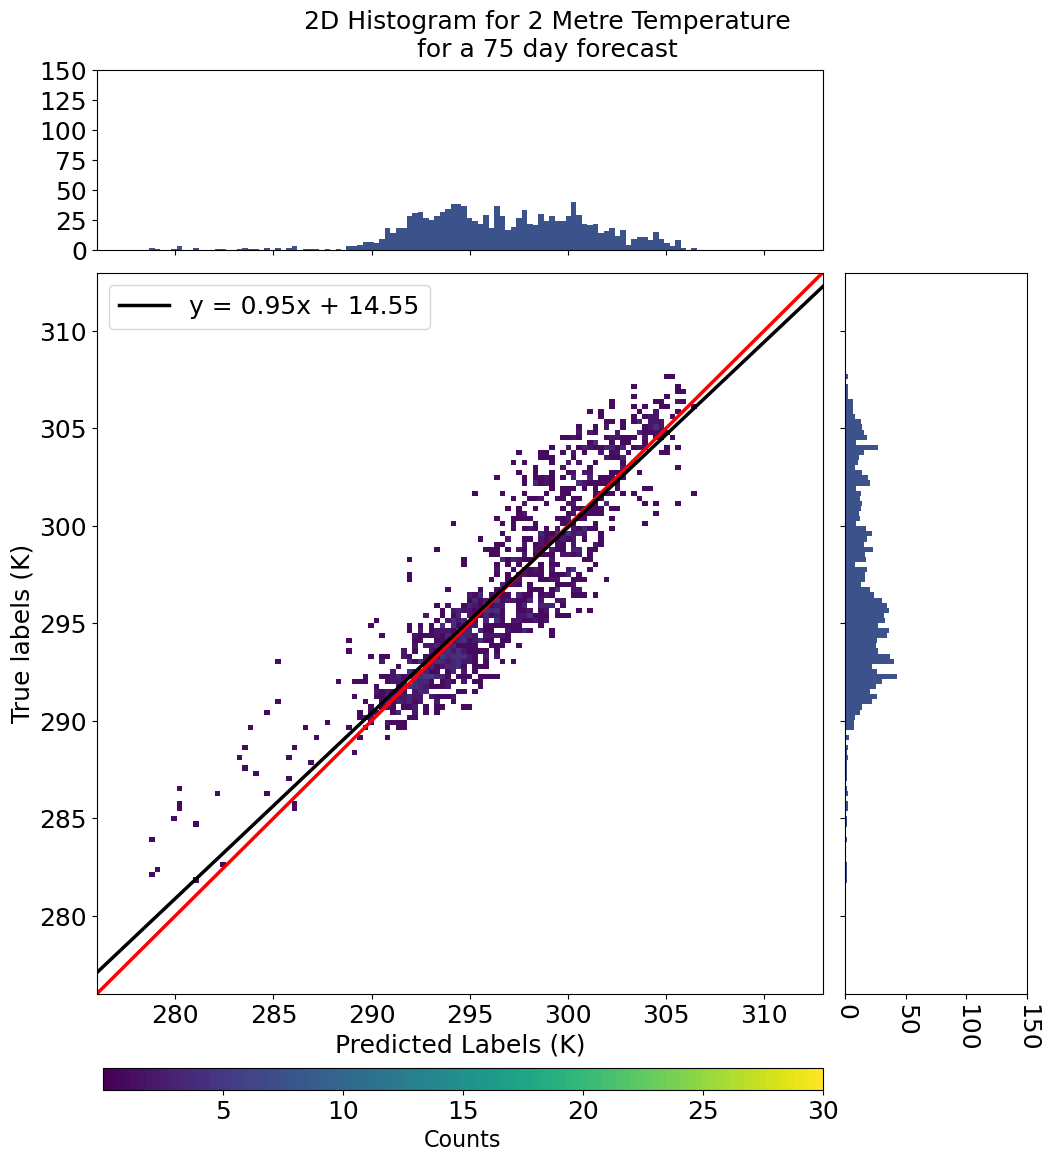 2D Histogram for 2 Metre Temperature
for a 75 day forecast
150
125
100
75
50
25
0
y = 0.95x + 14.55
310
305
300
295
290
285
280
True labels (K)
280 285 290 295 300 305 310
Predicted Labels (K)
0 50 100 150
5 10 15 20 25 30
Counts